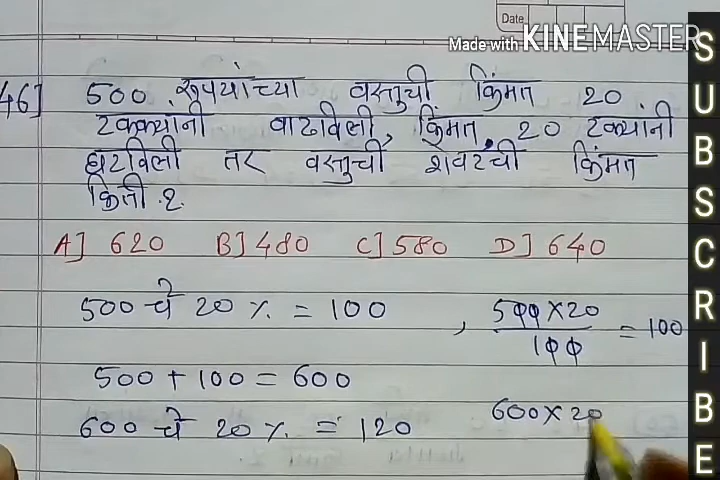 Date
Made with KINEMASTER
46] ५०० रूपयांच्या वस्तुची किंमत 20
टक्क्यांनी वाढविली, किंमत 20 टक्यांनी
घटविली तर वस्तुची शेवटची किंमत
किती ?
A] 620 B] 480 C] 580 D] 640
500 चे 20 % = 100 , 500 × 20 / 100 = 100
500 + 100 = 600
600 चे 20 % = 120 600 × 20
SUBSCRIBE